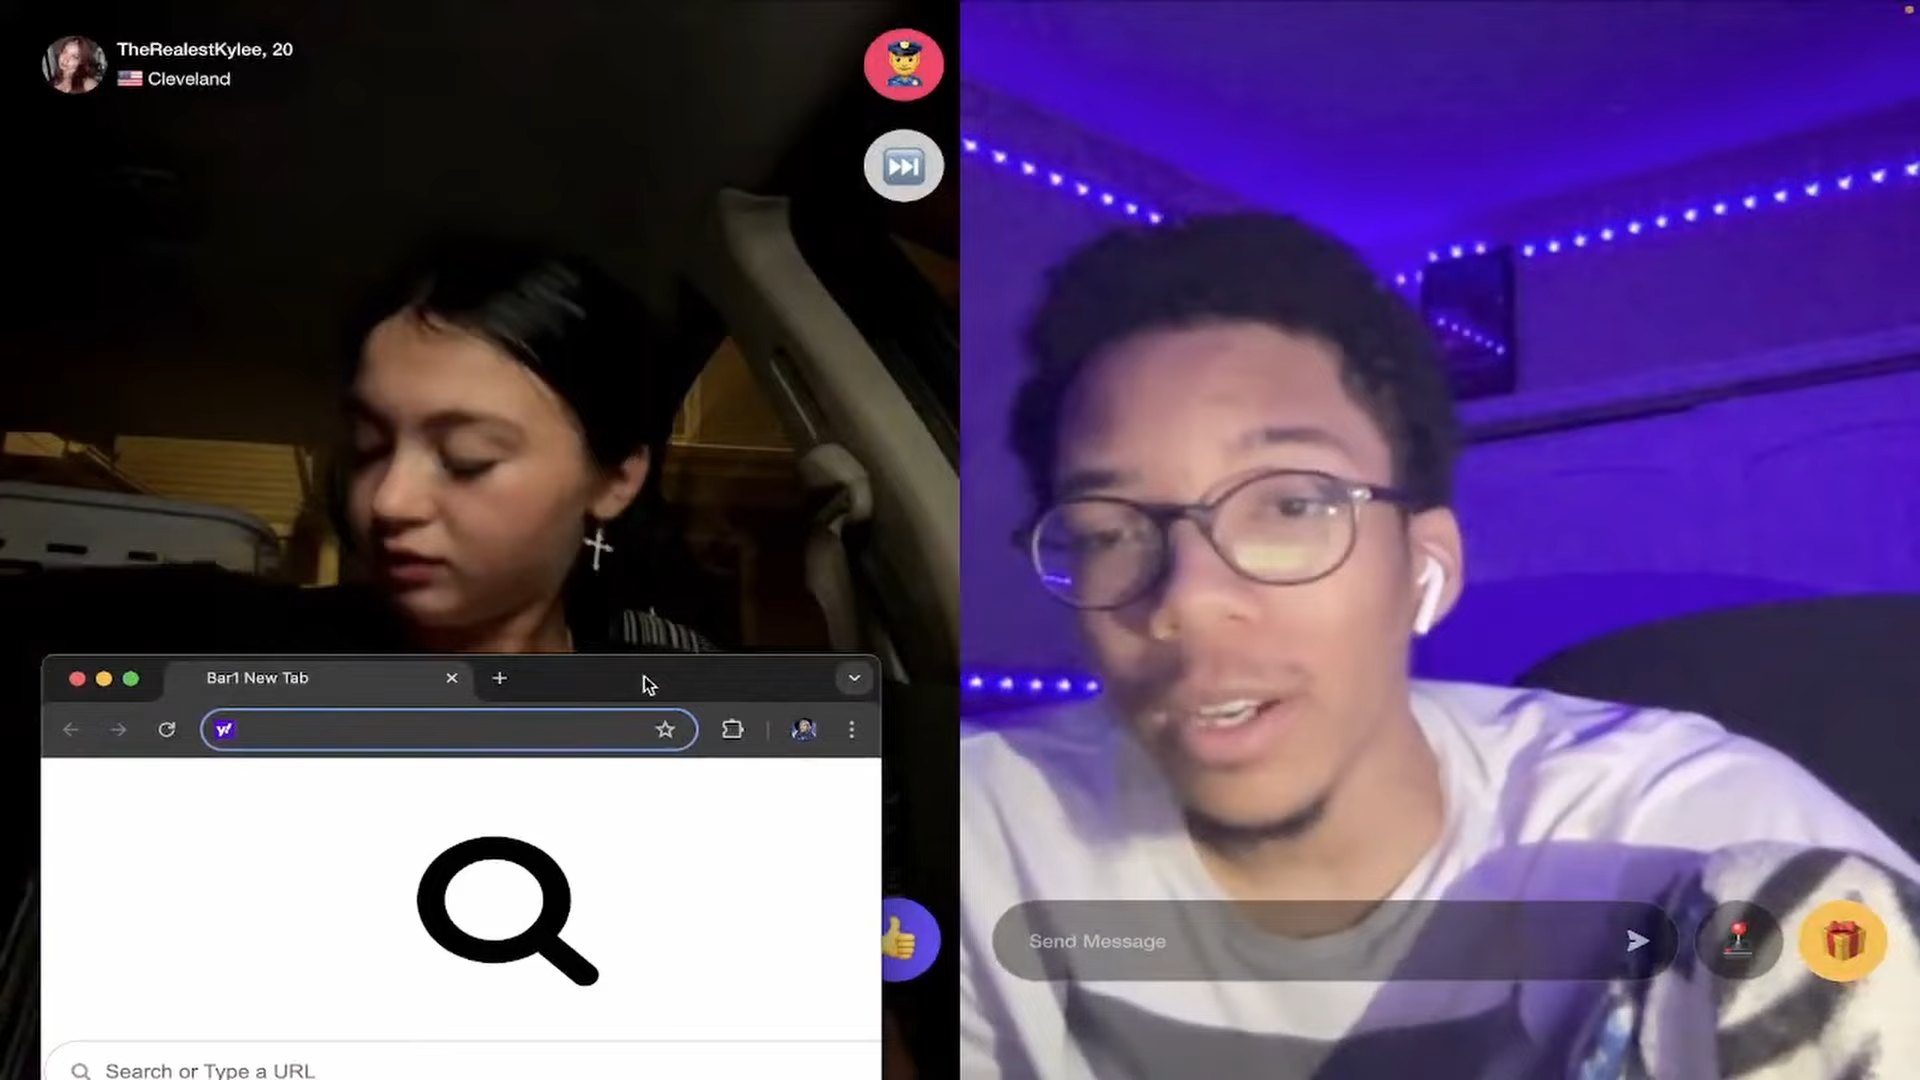 TheRealestKylee, 20
Cleveland
Bar1 New Tab
y!
Search or Type a URL
Send Message